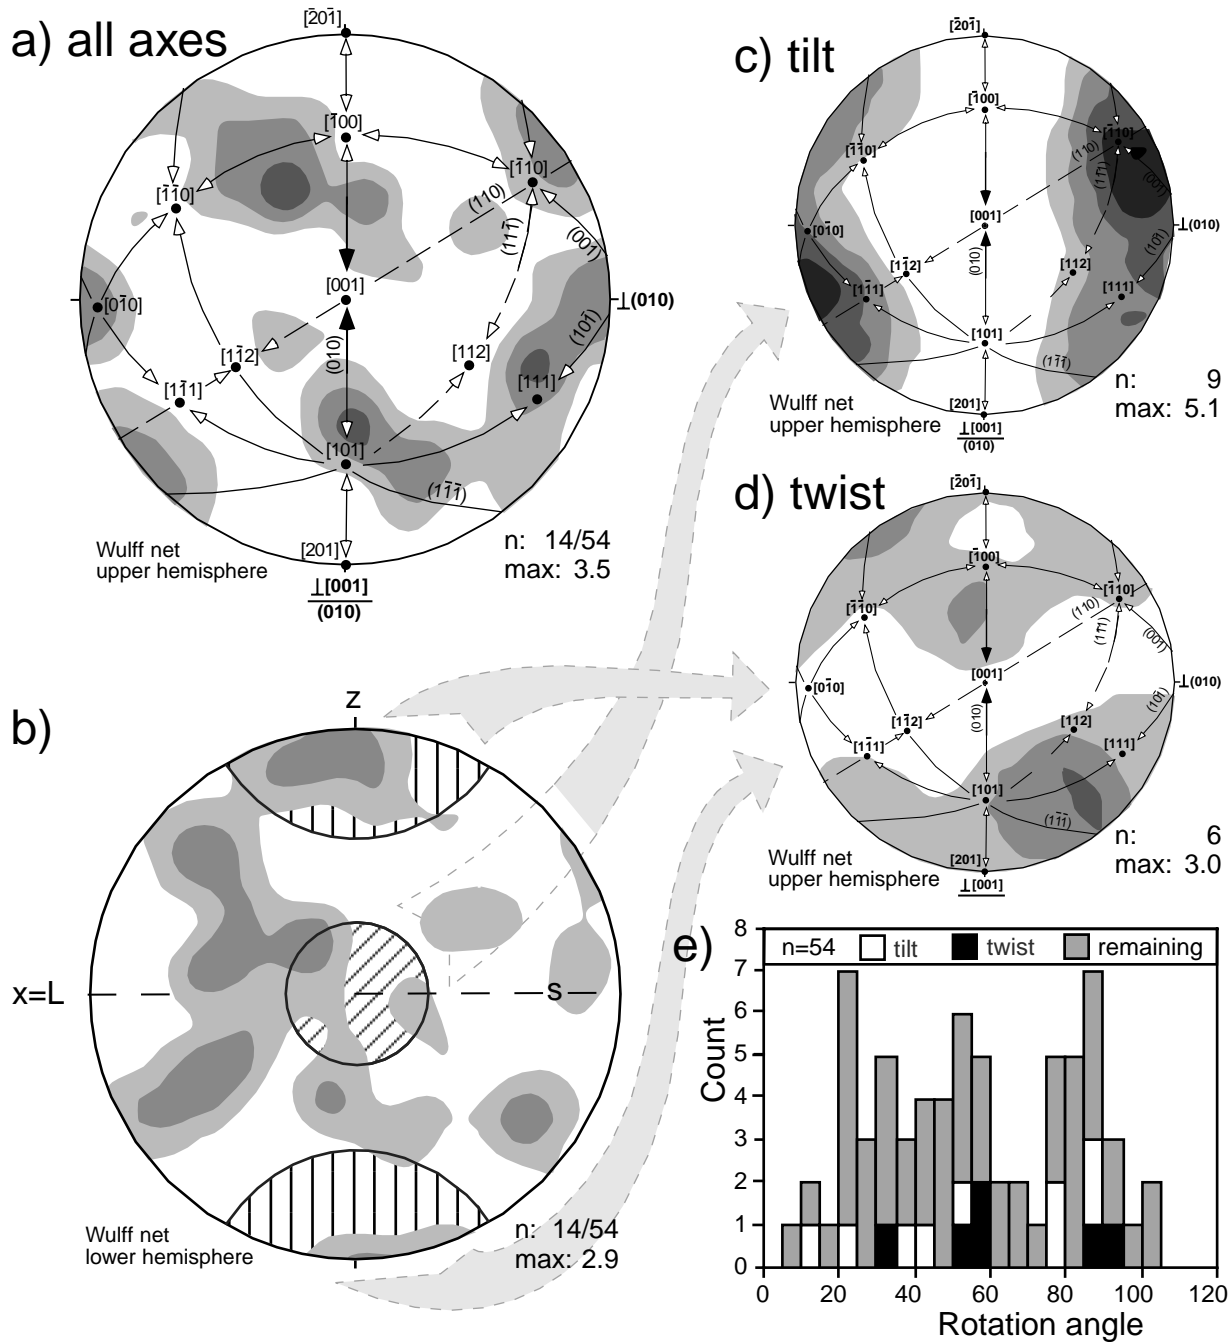 a) all axes
[2̄01̄]
[1̄00]
[1̄1̄0]
[1̄10]
(110)
(111̄)
(001)
[001]
[01̄0]
⊥(010)
(010)
(101̄)
[11̄2]
[112]
[11̄1]
[111]
[101]
(11̄1̄)
[201]
Wulff net
upper hemisphere
n: 14/54
max: 3.5
⊥[001]
(010)
c) tilt
[2̄01̄]
[1̄00]
[1̄1̄0]
[1̄10]
(110)
(111̄)
(001)
[001]
[01̄0]
⊥(010)
(010)
(101̄)
[11̄2]
[112]
[11̄1]
[111]
[101]
(11̄1̄)
[201]
Wulff net
upper hemisphere
n: 9
max: 5.1
⊥[001]
(010)
b)
z
x=L
s
Wulff net
lower hemisphere
n: 14/54
max: 2.9
d) twist
[2̄01̄]
[1̄00]
[1̄1̄0]
[1̄10]
(110)
(111̄)
(001)
[001]
[01̄0]
⊥(010)
(010)
(101̄)
[11̄2]
[112]
[11̄1]
[111]
[101]
(11̄1̄)
[201]
Wulff net
upper hemisphere
n: 6
max: 3.0
⊥[001]
e)
n=54 tilt twist remaining
8
7
6
5
4
3
2
1
0
Count
0 20 40 60 80 100 120
Rotation angle